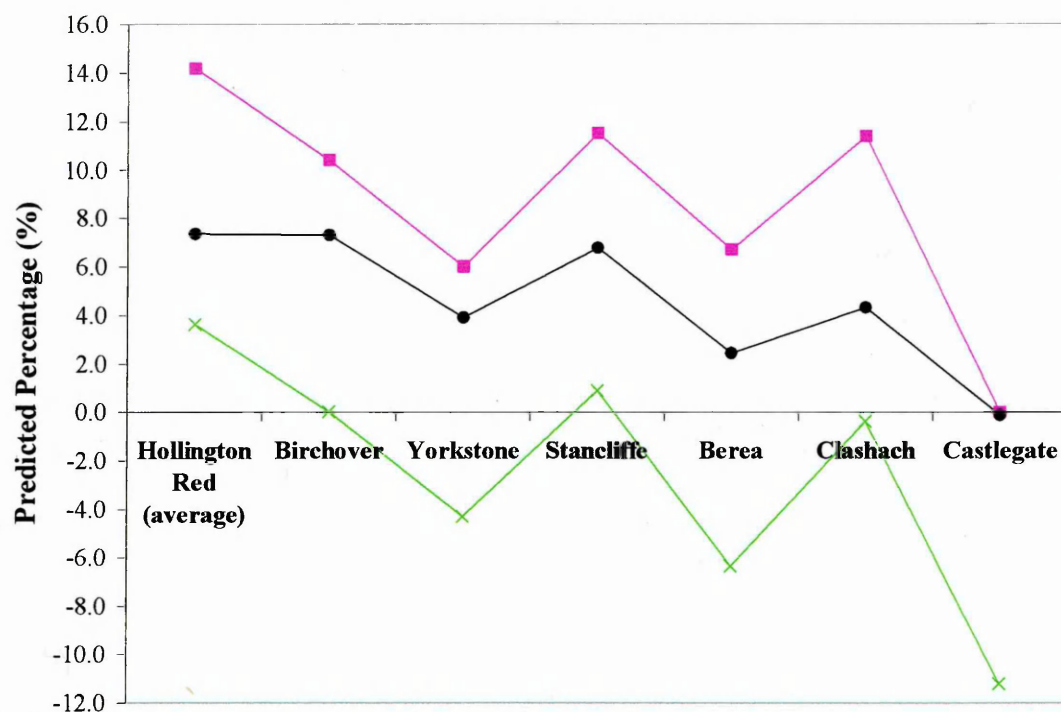 16.0
14.0
12.0
10.0
8.0
6.0
4.0
2.0
0.0
-2.0
-4.0
-6.0
-8.0
-10.0
-12.0
Predicted Percentage (%)
Hollington
Red
(average)
Birchover
Yorkstone
Stancliffe
Berea
Clashach
Castlegate